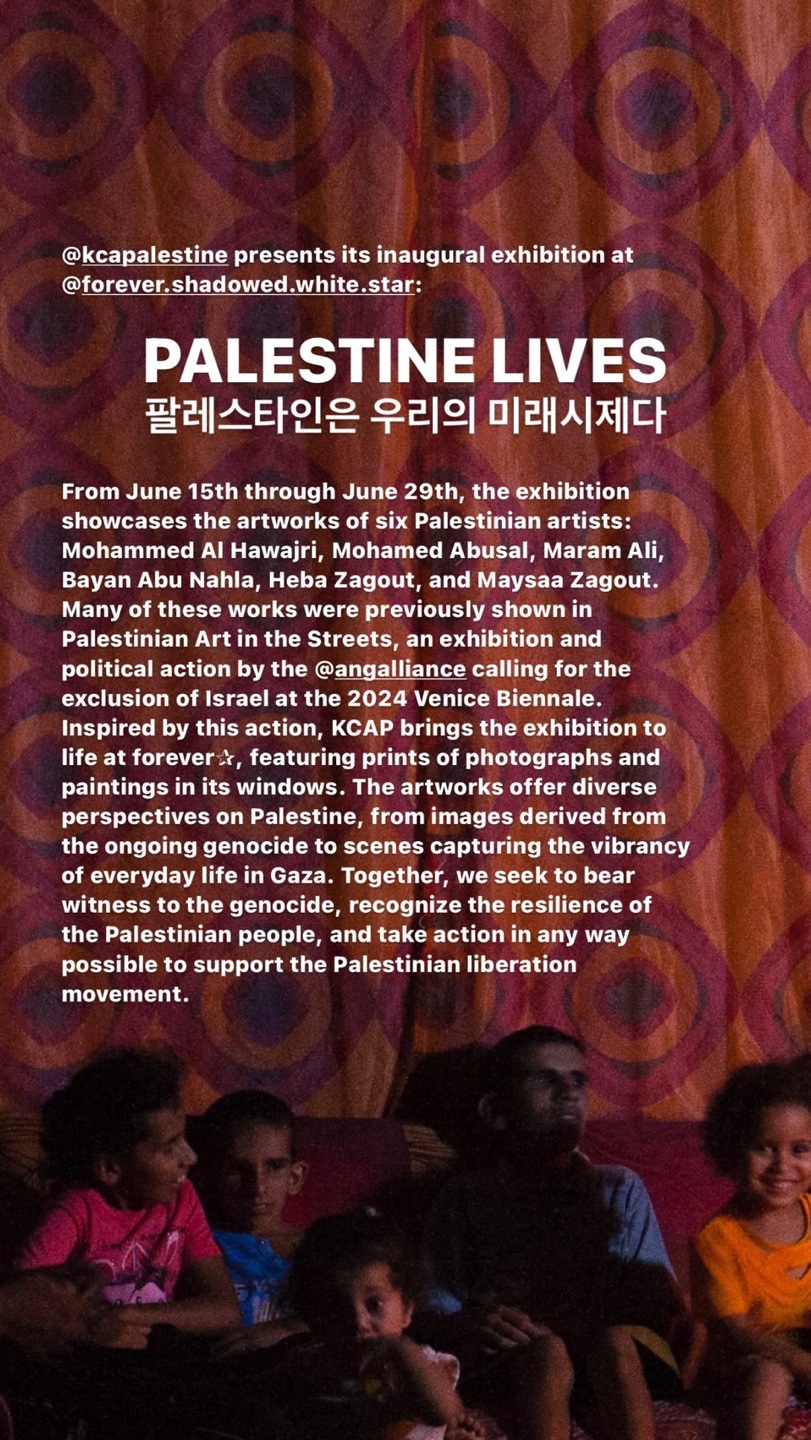 @kcapalestine presents its inaugural exhibition at
@forever.shadowed.white.star:
PALESTINE LIVES
팔레스타인은 우리의 미래시제다
From June 15th through June 29th, the exhibition
showcases the artworks of six Palestinian artists:
Mohammed Al Hawajri, Mohamed Abusal, Maram Ali,
Bayan Abu Nahla, Heba Zagout, and Maysaa Zagout.
Many of these works were previously shown in
Palestinian Art in the Streets, an exhibition and
political action by the @angalliance calling for the
exclusion of Israel at the 2024 Venice Biennale.
Inspired by this action, KCAP brings the exhibition to
life at forever✰, featuring prints of photographs and
paintings in its windows. The artworks offer diverse
perspectives on Palestine, from images derived from
the ongoing genocide to scenes capturing the vibrancy
of everyday life in Gaza. Together, we seek to bear
witness to the genocide, recognize the resilience of
the Palestinian people, and take action in any way
possible to support the Palestinian liberation
movement.